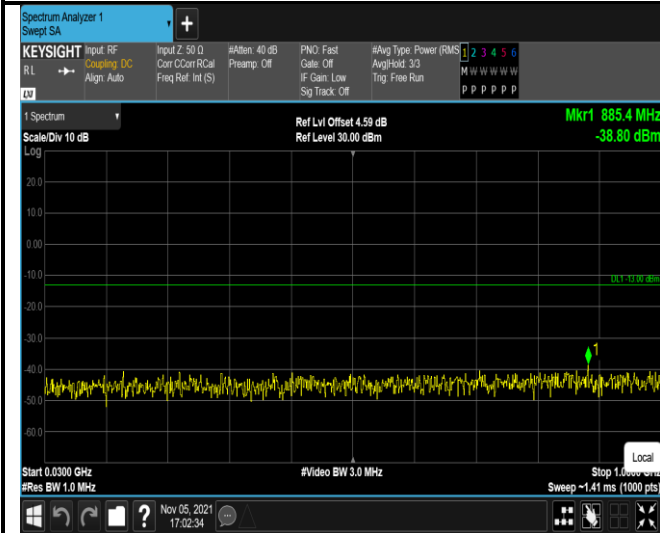 Spectrum Analyzer 1
Swept SA
+
KEYSIGHT Input: RF Input Z: 50 Ω #Atten: 40 dB PNO: Fast #Avg Type: Power (RMS 1 2 3 4 5 6
RL Coupling: DC Corr CCorr RCal Preamp: Off Gate: Off Avg|Hold: 3/3 M W W W W W
Align: Auto Freq Ref: Int (S) IF Gain: Low Trig: Free Run
Sig Track: Off P P P P P P
LXI
1 Spectrum Ref Lvl Offset 4.59 dB Mkr1 885.4 MHz
Scale/Div 10 dB Ref Level 30.00 dBm -38.80 dBm
Log
20.0
10.0
0.00
-10.0
DL1 -13.00 dBm
-20.0
-30.0
1
-40.0
-50.0
-60.0
Local
Start 0.0300 GHz #Video BW 3.0 MHz Stop
#Res BW 1.0 MHz Sweep ~1.41 ms (1000 pts)
? Nov 05, 2021
17:02:34